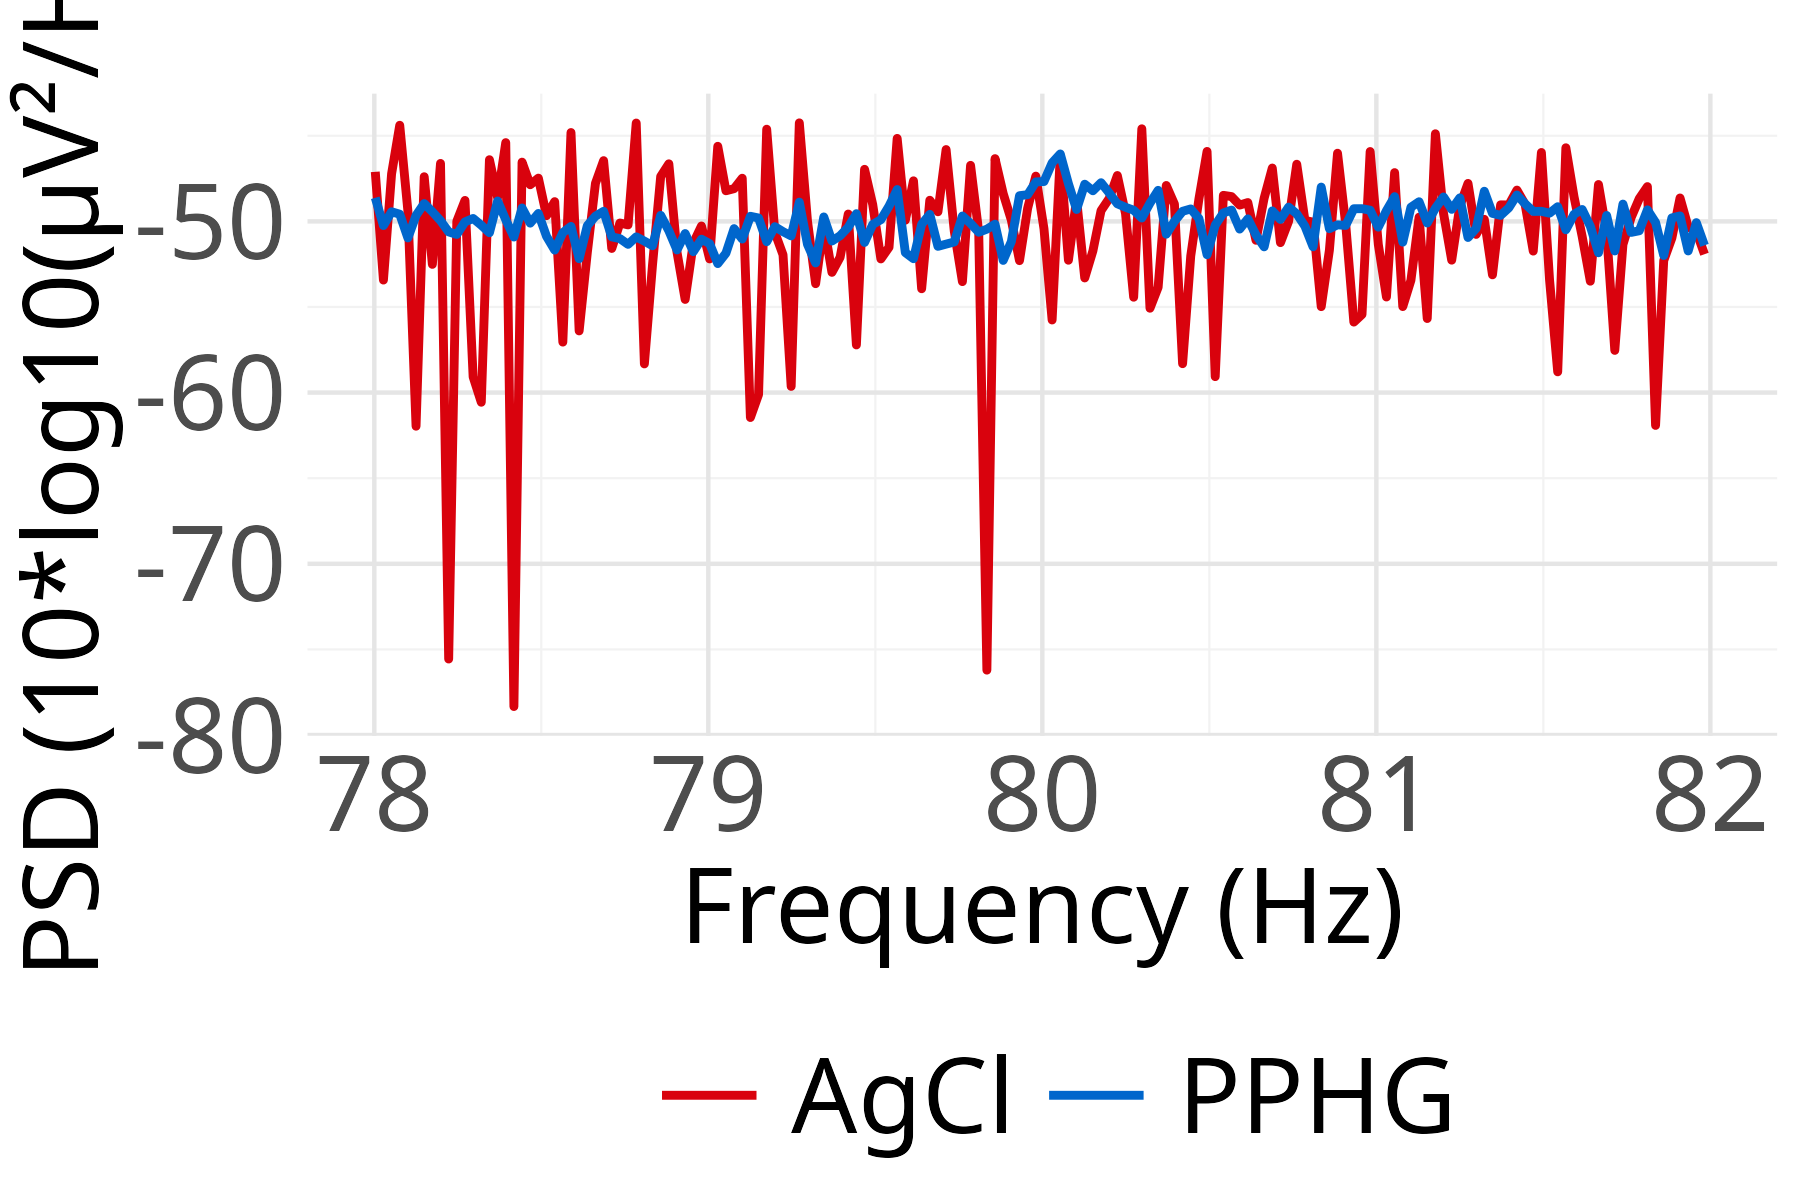 PSD (10*log10(µV²/H
-50
-60
-70
-80
78 79 80 81 82
Frequency (Hz)
AgCl PPHG